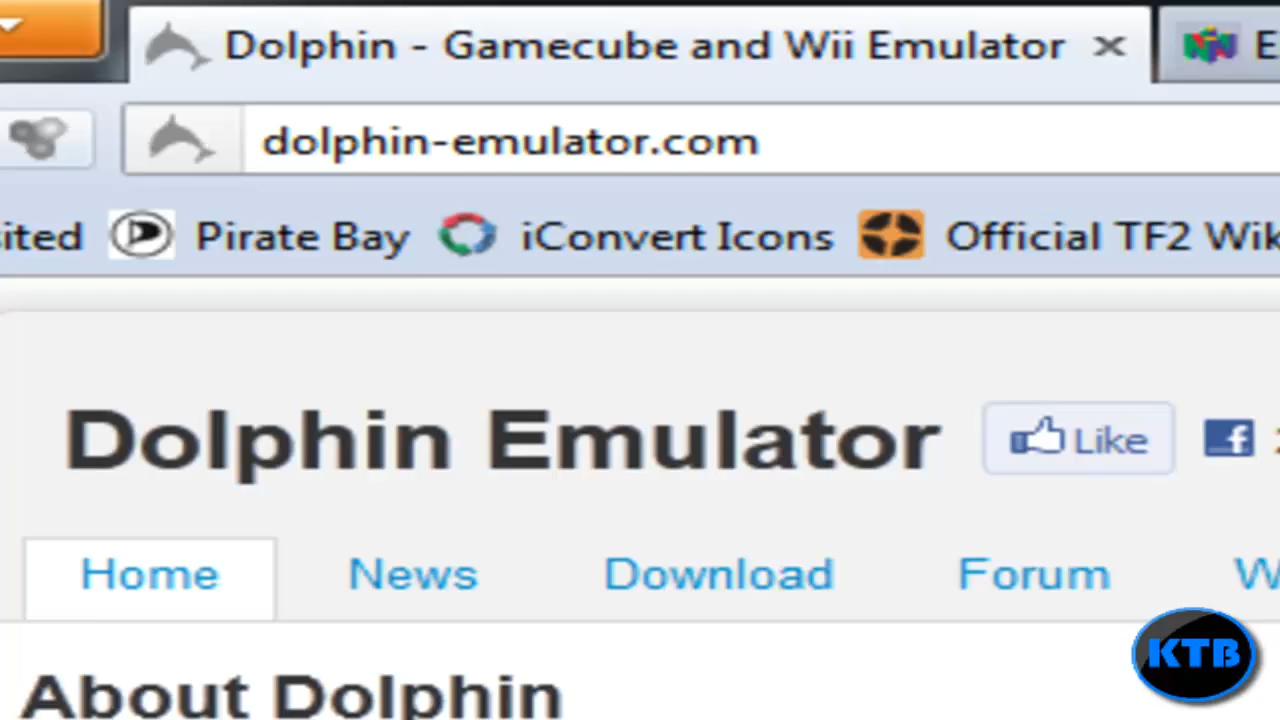 Dolphin - Gamecube and Wii Emulator
dolphin-emulator.com
Pirate Bay iConvert Icons Official TF2
Dolphin Emulator Like
Home News Download Forum
About Dolphin
KTB